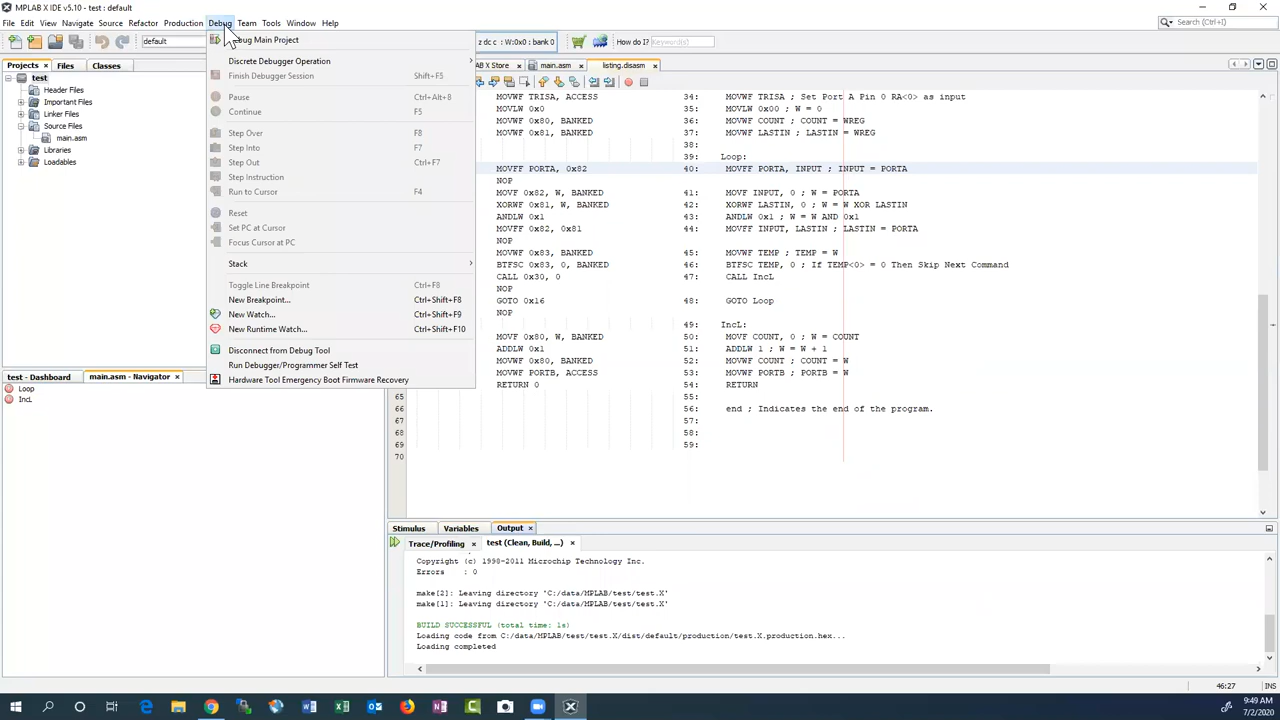 MPLAB X IDE v5.10 - test : default
File Edit View Navigate Source Refactor Production Debug Team Tools Window Help
Search (Ctrl+I)
default
z dc c : W:0x0 : bank 0
How do I?
Keyword(s)
Projects × Files Classes
test
Header Files
Important Files
Linker Files
Source Files
main.asm
Libraries
Loadables
Debug Main Project
Discrete Debugger Operation
Finish Debugger Session Shift+F5
Pause Ctrl+Alt+8
Continue F5
Step Over F8
Step Into F7
Step Out Ctrl+F7
Step Instruction
Run to Cursor F4
Reset
Set PC at Cursor
Focus Cursor at PC
Stack
Toggle Line Breakpoint Ctrl+F8
New Breakpoint... Ctrl+Shift+F8
New Watch... Ctrl+Shift+F9
New Runtime Watch... Ctrl+Shift+F10
Disconnect from Debug Tool
Run Debugger/Programmer Self Test
Hardware Tool Emergency Boot Firmware Recovery
X Store × main.asm × listing.disasm ×
MOVWF TRISA, ACCESS 34: MOVWF TRISA ; Set Port A Pin 0 RA<0> as input
MOVLW 0x0 35: MOVLW 0x00 ; W = 0
MOVWF 0x80, BANKED 36: MOVWF COUNT ; COUNT = WREG
MOVWF 0x81, BANKED 37: MOVWF LASTIN ; LASTIN = WREG
38:
39: Loop:
MOVFF PORTA, 0x82 40: MOVFF PORTA, INPUT ; INPUT = PORTA
NOP
MOVF 0x82, W, BANKED 41: MOVF INPUT, 0 ; W = PORTA
XORWF 0x81, W, BANKED 42: XORWF LASTIN, 0 ; W = W XOR LASTIN
ANDLW 0x1 43: ANDLW 0x1 ; W = W AND 0x1
MOVFF 0x82, 0x81 44: MOVFF INPUT, LASTIN ; LASTIN = PORTA
NOP
MOVWF 0x83, BANKED 45: MOVWF TEMP ; TEMP = W
BTFSC 0x83, 0, BANKED 46: BTFSC TEMP, 0 ; If TEMP<0> = 0 Then Skip Next Command
CALL 0x30, 0 47: CALL IncL
NOP
GOTO 0x16 48: GOTO Loop
NOP
49: IncL:
MOVF 0x80, W, BANKED 50: MOVF COUNT, 0 ; W = COUNT
ADDLW 0x1 51: ADDLW 1 ; W = W + 1
MOVWF 0x80, BANKED 52: MOVWF COUNT ; COUNT = W
MOVWF PORTB, ACCESS 53: MOVWF PORTB ; PORTB = W
RETURN 0 54: RETURN
65 55:
66 56: end ; Indicates the end of the program.
67 57:
68 58:
69 59:
70
test - Dashboard main.asm - Navigator ×
Loop
IncL
Stimulus Variables Output ×
Trace/Profiling × test (Clean, Build, ...) ×
Copyright (c) 1998-2011 Microchip Technology Inc.
Errors : 0
make[2]: Leaving directory 'C:/data/MPLAB/test/test.X'
make[1]: Leaving directory 'C:/data/MPLAB/test/test.X'
BUILD SUCCESSFUL (total time: 1s)
Loading code from C:/data/MPLAB/test/test.X/dist/default/production/test.X.production.hex...
Loading completed
46:27 INS
9:49 AM
7/2/2020